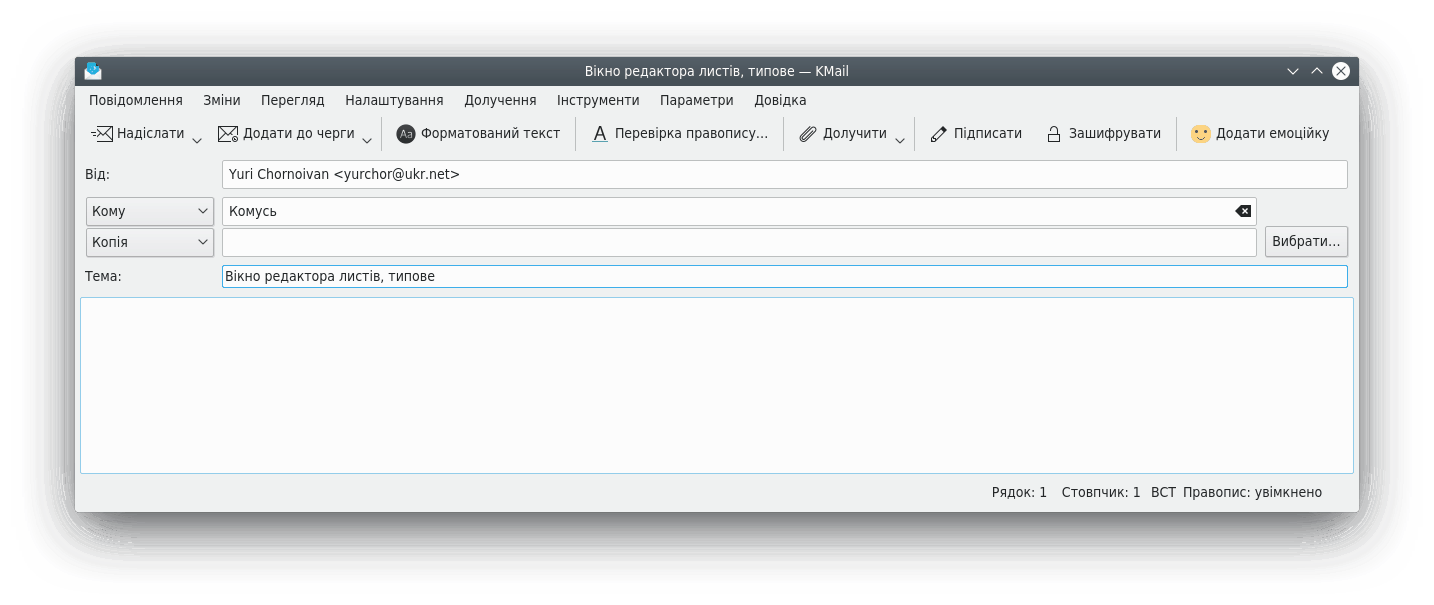 Вікно редактора листів, типове — KMail
Повідомлення Зміни Перегляд Налаштування Долучення Інструменти Параметри Довідка
Надіслати Додати до черги Aa Форматований текст A Перевірка правопису... Долучити Підписати Зашифрувати Додати емоційку
Від: Yuri Chornoivan <yurchor@ukr.net>
Кому Комусь
Копія Вибрати...
Тема: Вікно редактора листів, типове
Рядок: 1 Стовпчик: 1 ВСТ Правопис: увімкнено